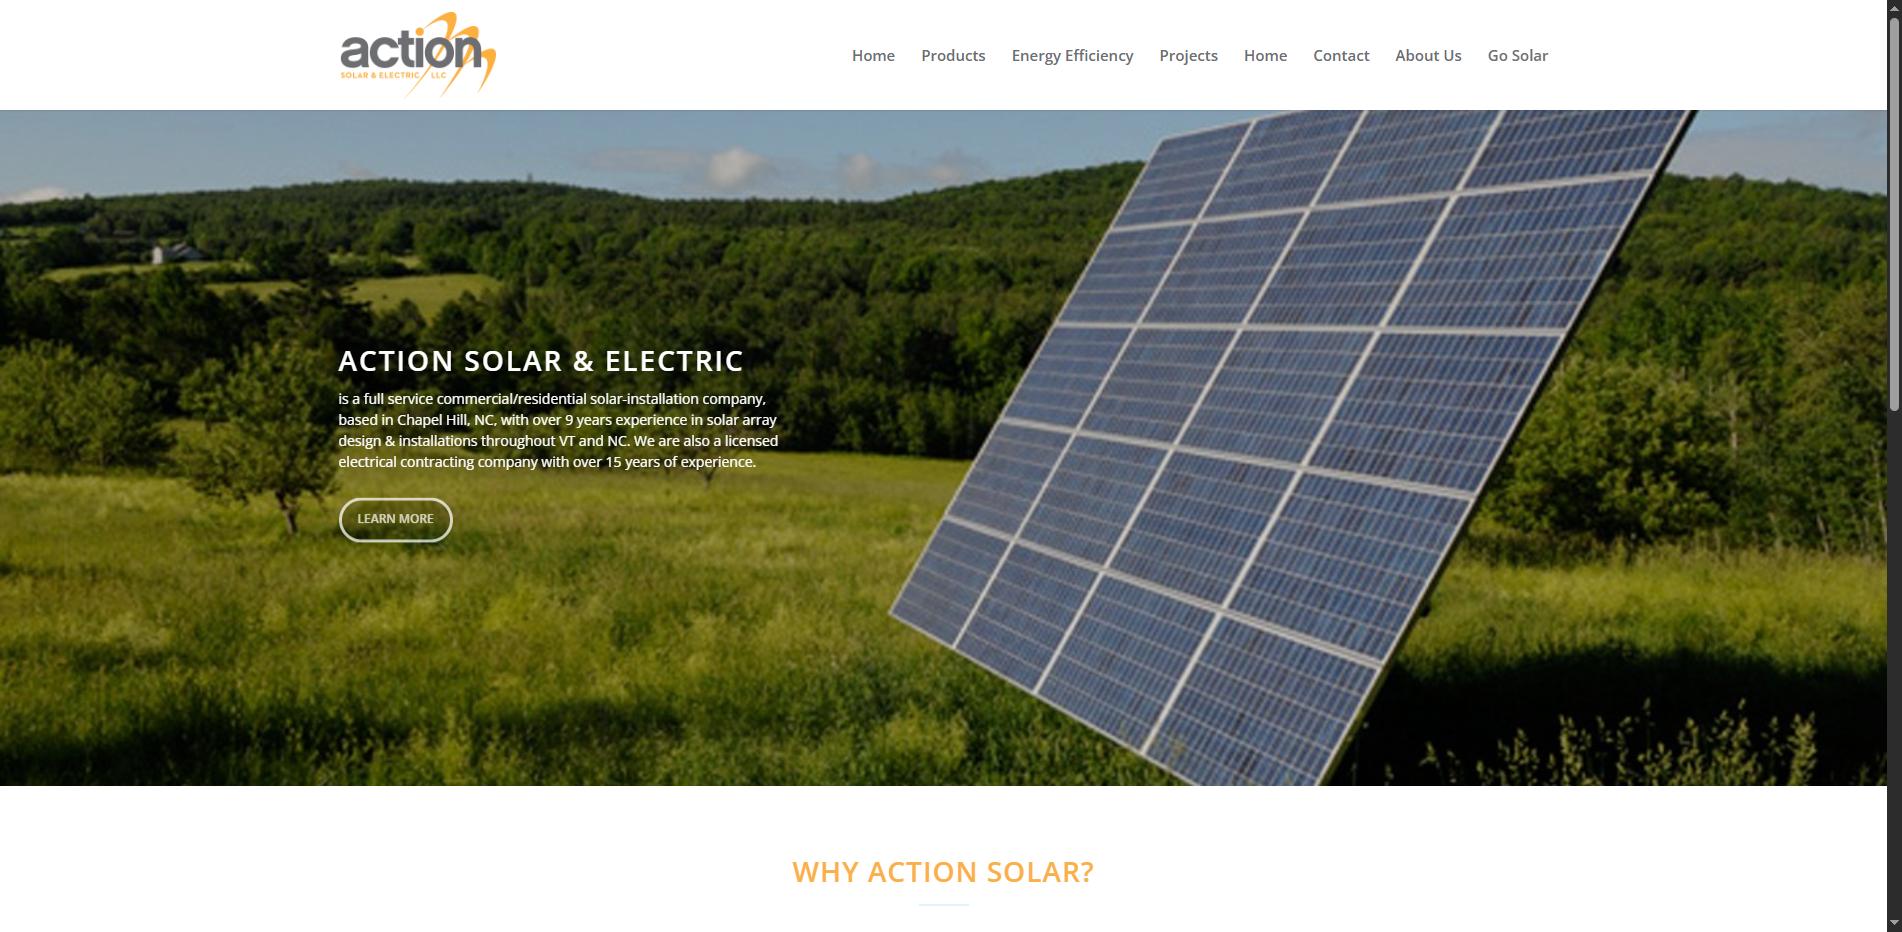 action
SOLAR & ELECTRIC LLC
Home Products Energy Efficiency Projects Home Contact About Us Go Solar
ACTION SOLAR & ELECTRIC
is a full service commercial/residential solar-installation company,
based in Chapel Hill, NC, with over 9 years experience in solar array
design & installations throughout VT and NC. We are also a licensed
electrical contracting company with over 15 years of experience.
LEARN MORE
WHY ACTION SOLAR?